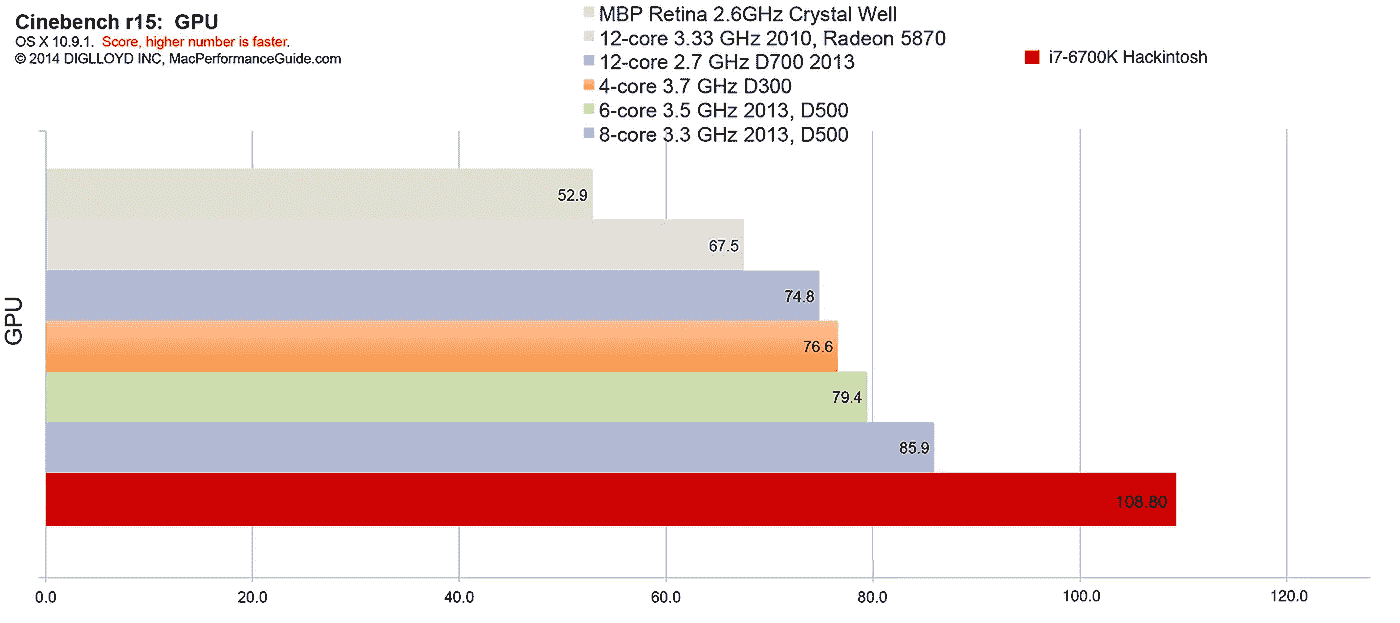 Cinebench r15: GPU
OS X 10.9.1. Score, higher number is faster.
© 2014 DIGLLOYD INC, MacPerformanceGuide.com
MBP Retina 2.6GHz Crystal Well
12-core 3.33 GHz 2010, Radeon 5870
12-core 2.7 GHz D700 2013
4-core 3.7 GHz D300
6-core 3.5 GHz 2013, D500
8-core 3.3 GHz 2013, D500
i7-6700K Hackintosh
GPU
52.9
67.5
74.8
76.6
79.4
85.9
108.80
0.0 20.0 40.0 60.0 80.0 100.0 120.0